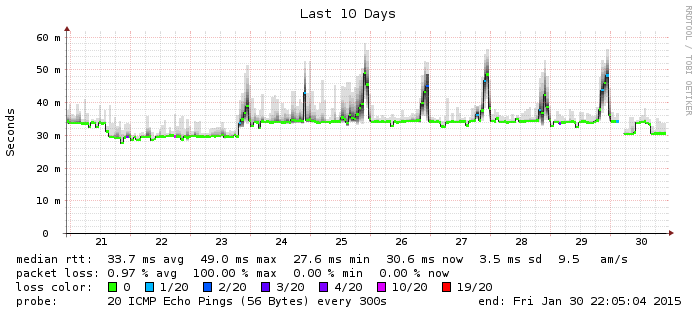 Last 10 Days
RRDTOOL / TOBI OETIKER
Seconds
60 m
50 m
40 m
30 m
20 m
10 m
0
21 22 23 24 25 26 27 28 29 30
median rtt: 33.7 ms avg 49.0 ms max 27.6 ms min 30.6 ms now 3.5 ms sd 9.5 am/s
packet loss: 0.97 % avg 100.00 % max 0.00 % min 0.00 % now
loss color: 0 1/20 2/20 3/20 4/20 10/20 19/20
probe: 20 ICMP Echo Pings (56 Bytes) every 300s end: Fri Jan 30 22:05:04 2015